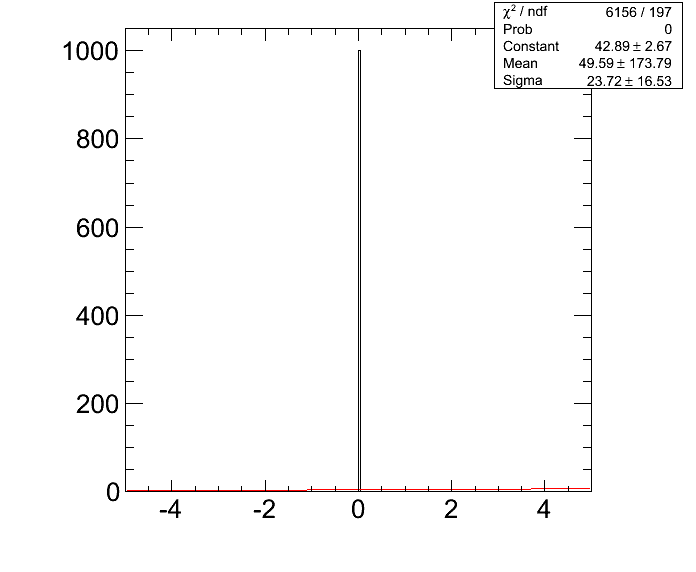 χ² / ndf 6156 / 197
Prob 0
Constant 42.89 ± 2.67
Mean 49.59 ± 173.79
Sigma 23.72 ± 16.53
1000
800
600
400
200
0
-4 -2 0 2 4